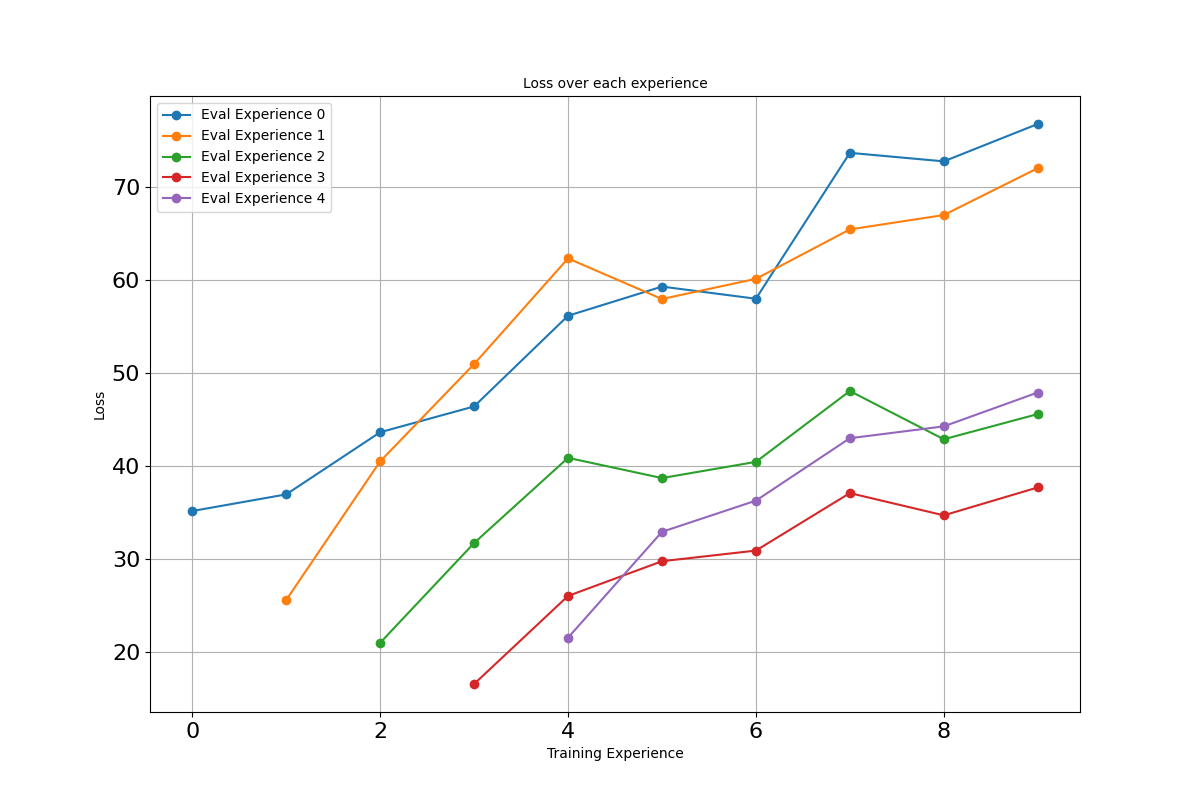 Loss over each experience
Eval Experience 0
Eval Experience 1
Eval Experience 2
Eval Experience 3
Eval Experience 4
70
60
50
40
30
20
Loss
0 2 4 6 8
Training Experience